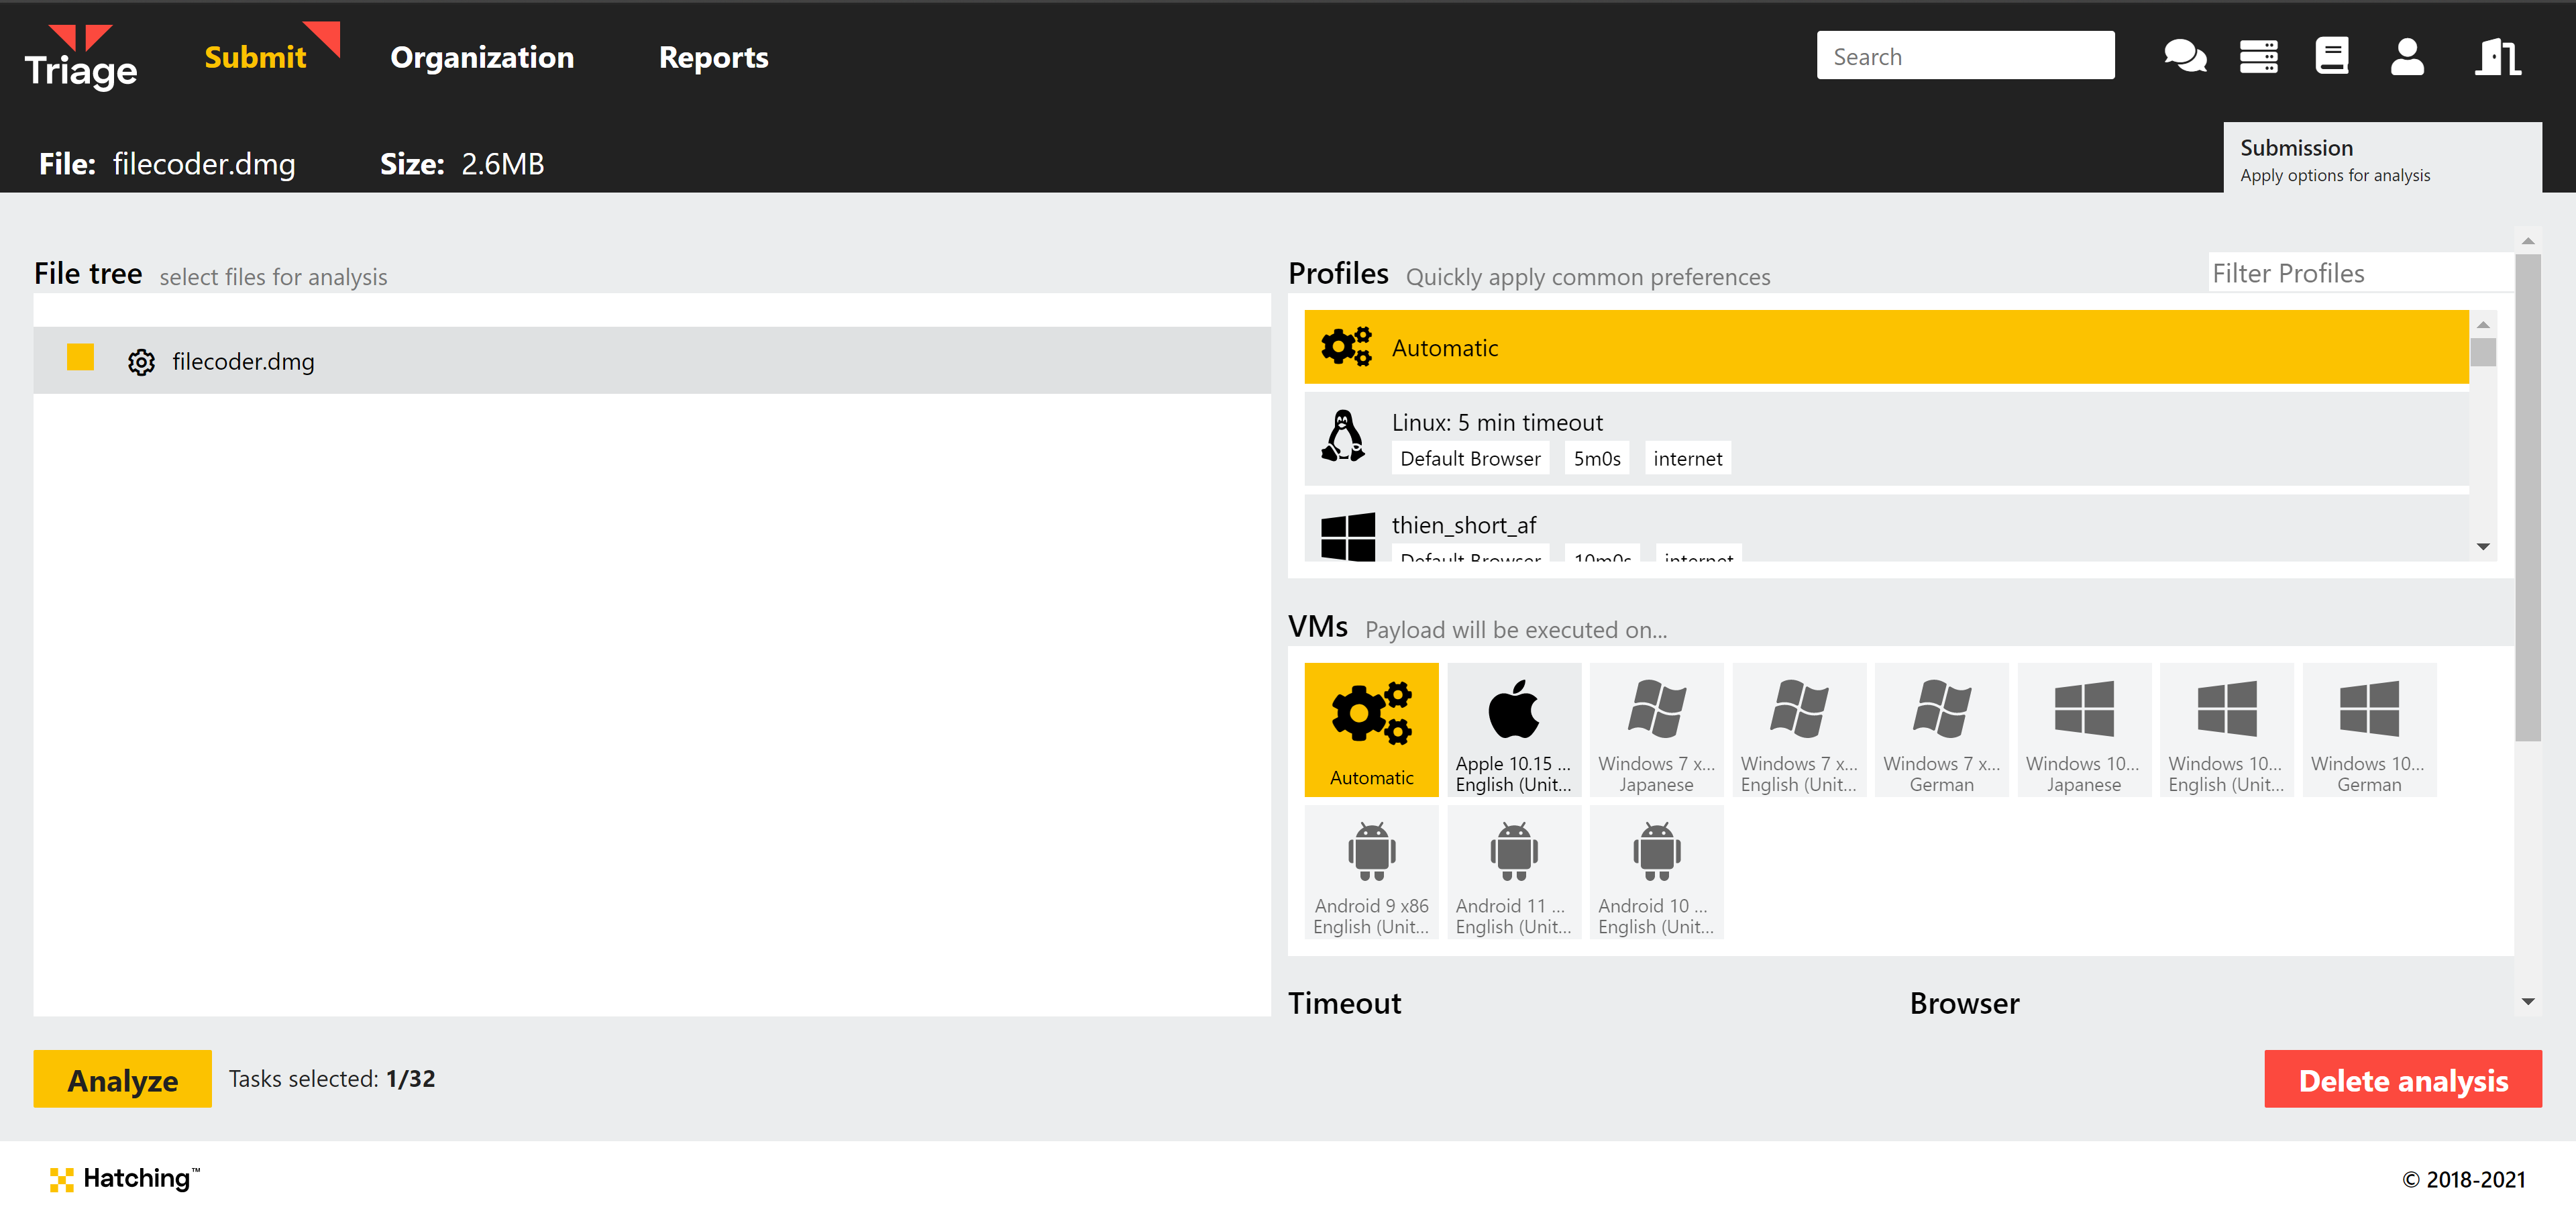 Triage
Submit
Organization
Reports
Search
File: filecoder.dmg
Size: 2.6MB
Submission
Apply options for analysis
File tree select files for analysis
filecoder.dmg
Profiles Quickly apply common preferences
Filter Profiles
Automatic
Linux: 5 min timeout
Default Browser 5m0s internet
thien_short_af
Default Browser 10m0s internet
VMs Payload will be executed on...
Automatic
Apple 10.15 ...
English (Unit...
Windows 7 x...
Japanese
Windows 7 x...
English (Unit...
Windows 7 x...
German
Windows 10...
Japanese
Windows 10...
English (Unit...
Windows 10...
German
Android 9 x86
English (Unit...
Android 11 ...
English (Unit...
Android 10 ...
English (Unit...
Timeout
Browser
Analyze
Tasks selected: 1/32
Delete analysis
Hatching™
© 2018-2021